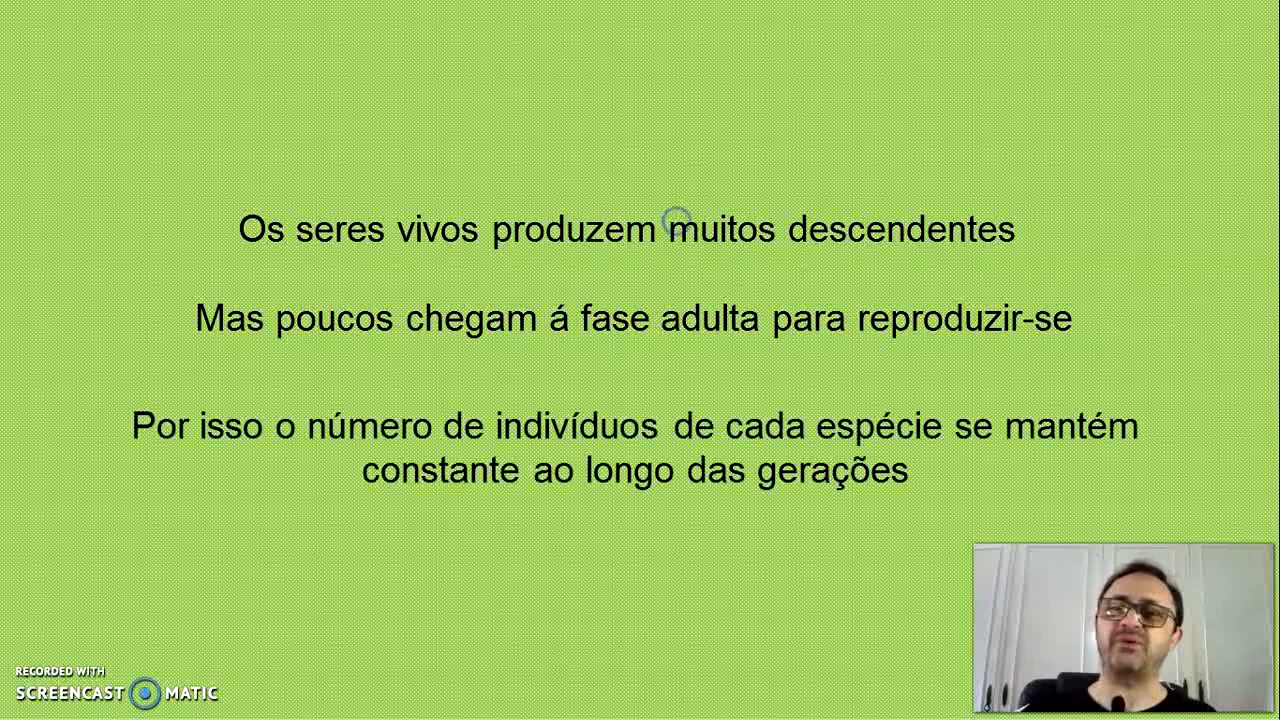 Os seres vivos produzem muitos descendentes
Mas poucos chegam á fase adulta para reproduzir-se
Por isso o número de indivíduos de cada espécie se mantém
constante ao longo das gerações
RECORDED WITH
SCREENCAST MATIC